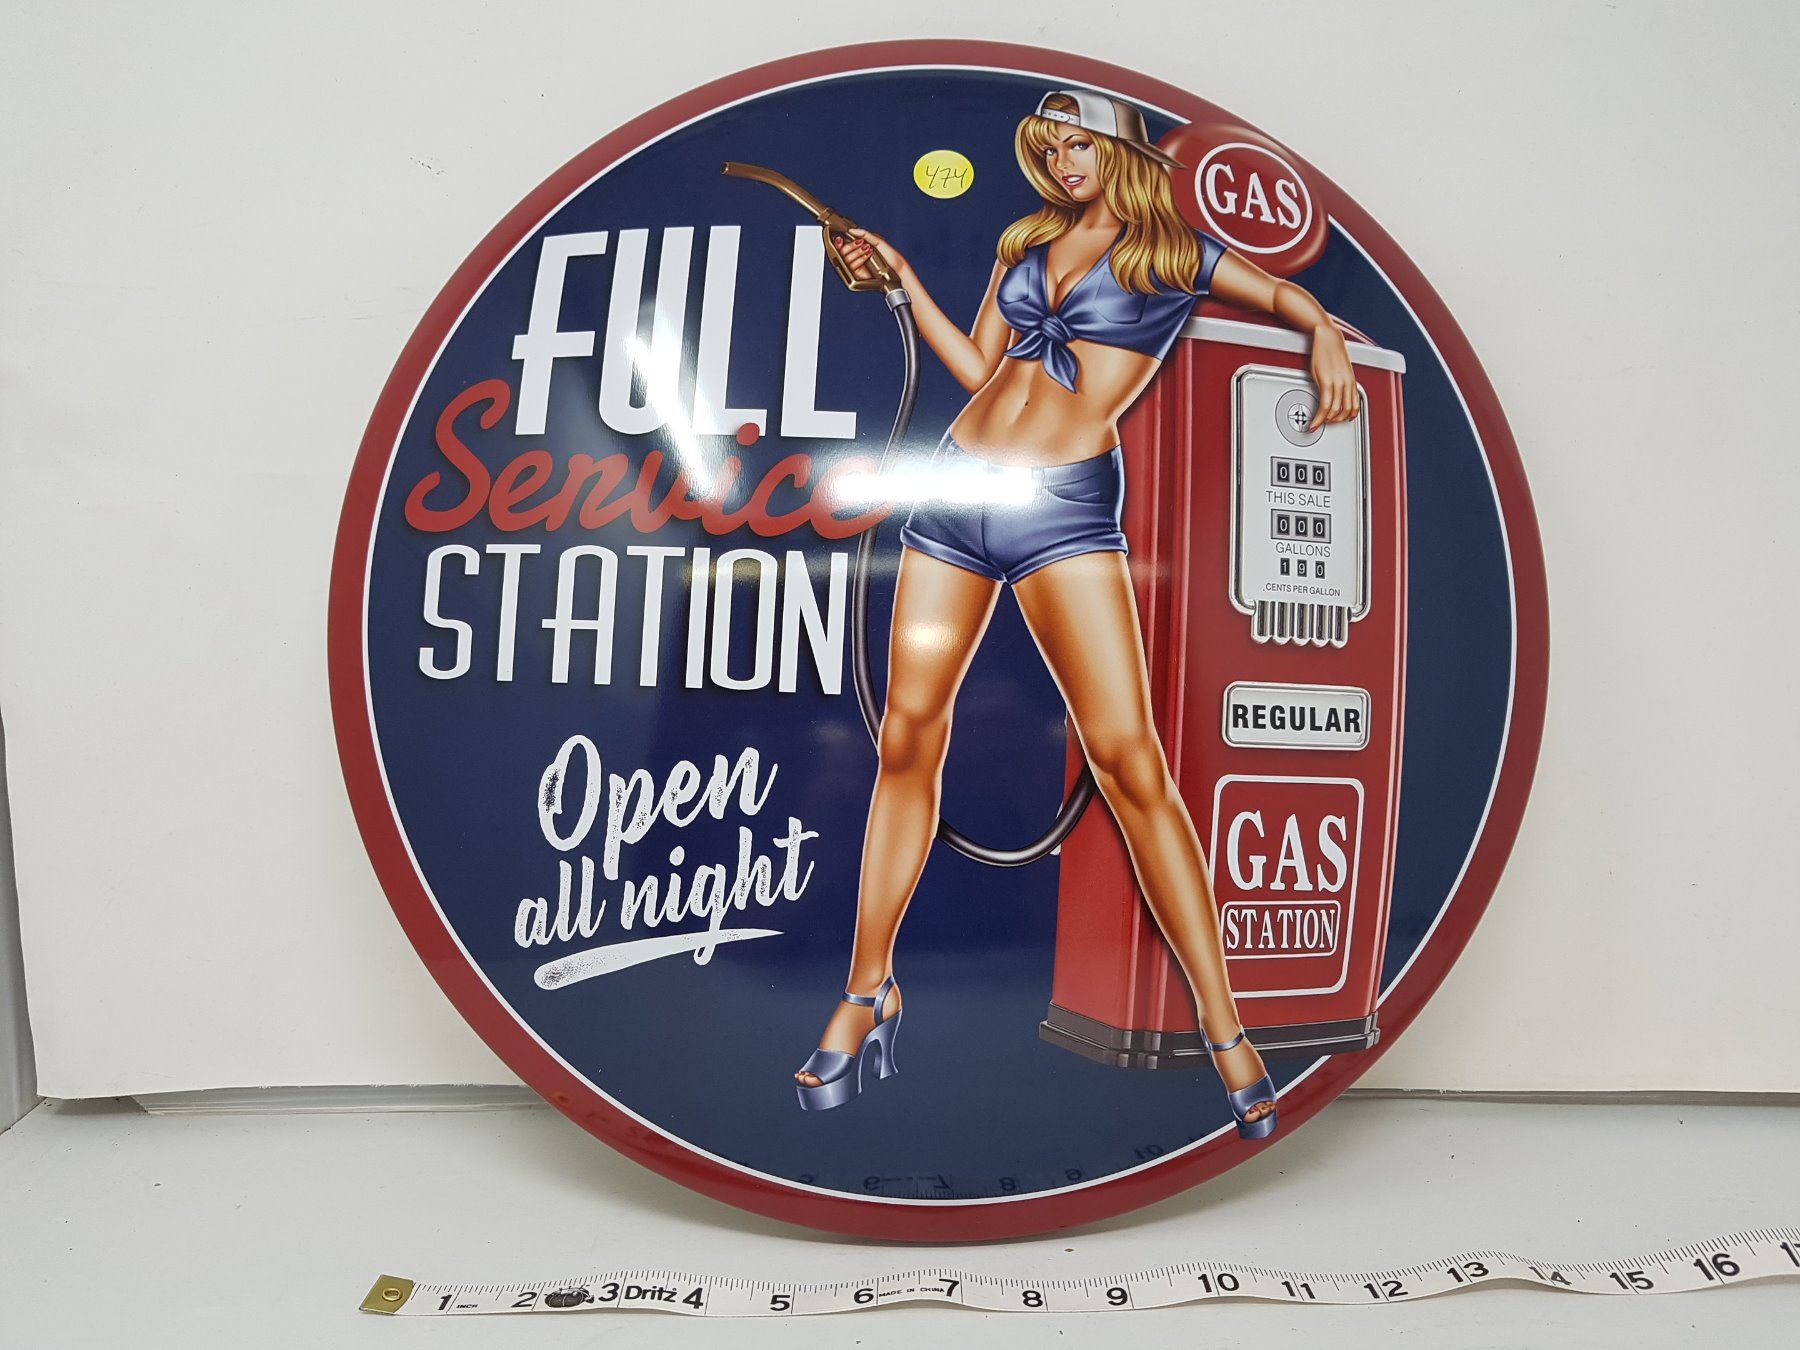 474
GAS
FULL
Service
STATION
000
THIS SALE
000
GALLONS
190
CENTS PER GALLON
REGULAR
Open
all night
GAS
STATION
1 INCH 2 3 Dritz 4 5 6 MADE IN CHINA 7 8 9 10 11 12 13 14 15 16